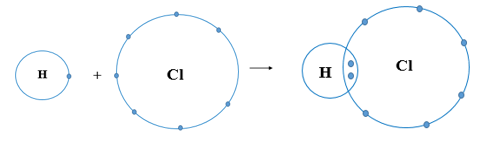 H + Cl → H Cl